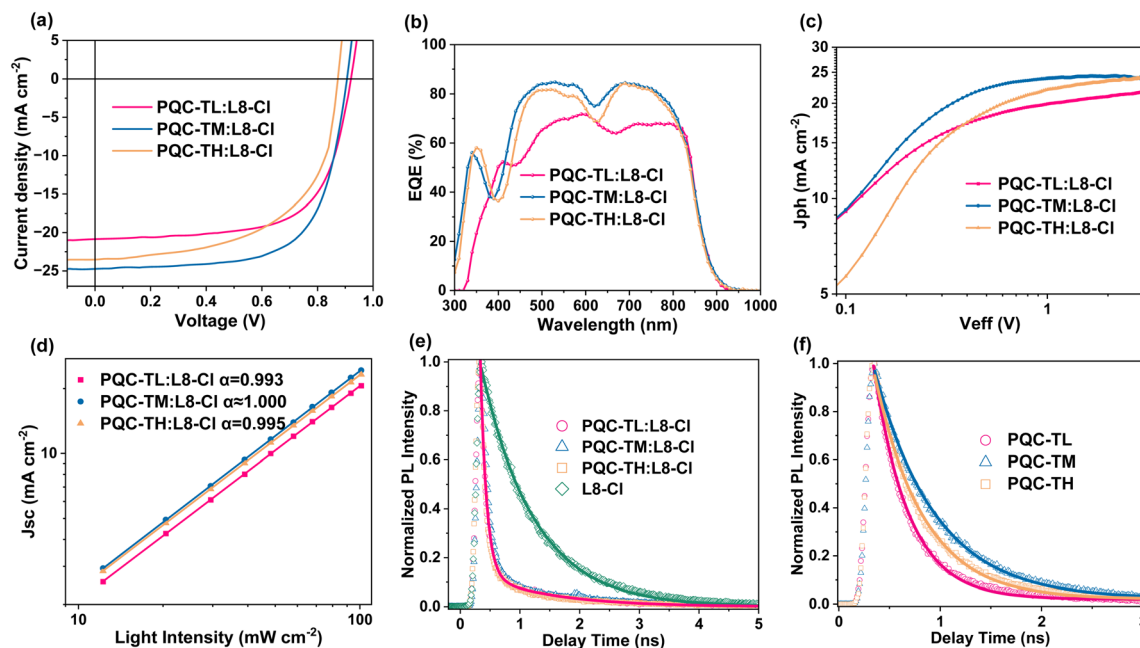 (a)
Current density (mA cm⁻²)
5
0
−5
−10
−15
−20
−25
0.0
0.2
0.4
0.6
0.8
1.0
Voltage (V)
PQC-TL:L8-Cl
PQC-TM:L8-Cl
PQC-TH:L8-Cl
(b)
EQE (%)
100
80
60
40
20
0
300
400
500
600
700
800
900
1000
Wavelength (nm)
PQC-TL:L8-Cl
PQC-TM:L8-Cl
PQC-TH:L8-Cl
(c)
Jph (mA cm⁻²)
30
25
20
15
10
5
0.1
1
Veff (V)
PQC-TL:L8-Cl
PQC-TM:L8-Cl
PQC-TH:L8-Cl
(d)
Jsc (mA cm⁻²)
10
10
100
Light Intensity (mW cm⁻²)
PQC-TL:L8-Cl α=0.993
PQC-TM:L8-Cl α≈1.000
PQC-TH:L8-Cl α=0.995
(e)
Normalized PL Intensity
1.0
0.8
0.6
0.4
0.2
0.0
0
1
2
3
4
5
Delay Time (ns)
PQC-TL:L8-Cl
PQC-TM:L8-Cl
PQC-TH:L8-Cl
L8-Cl
(f)
Normalized PL Intensity
1.0
0.8
0.6
0.4
0.2
0.0
0
1
2
3
Delay Time (ns)
PQC-TL
PQC-TM
PQC-TH